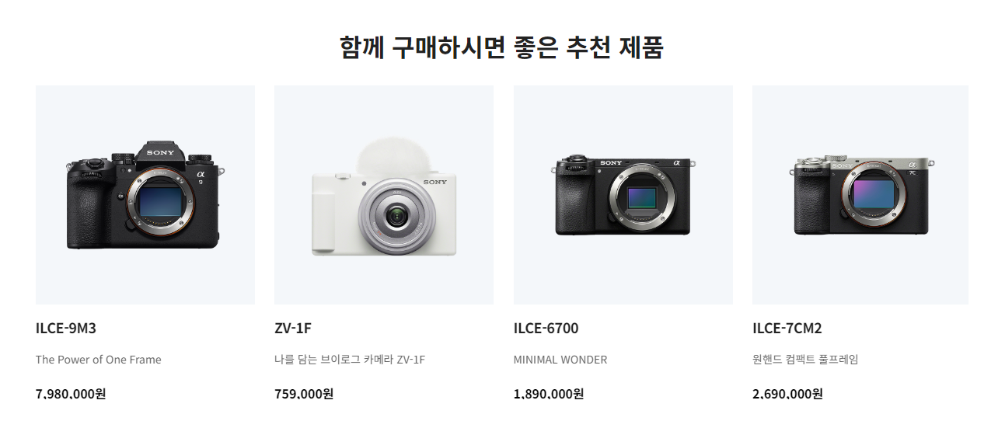 함께 구매하시면 좋은 추천 제품
SONY
α
9
SONY
SONY
α
SONY
α
7C
ILCE-9M3
ZV-1F
ILCE-6700
ILCE-7CM2
The Power of One Frame
나를 담는 브이로그 카메라 ZV-1F
MINIMAL WONDER
원핸드 컴팩트 풀프레임
7,980,000원
759,000원
1,890,000원
2,690,000원